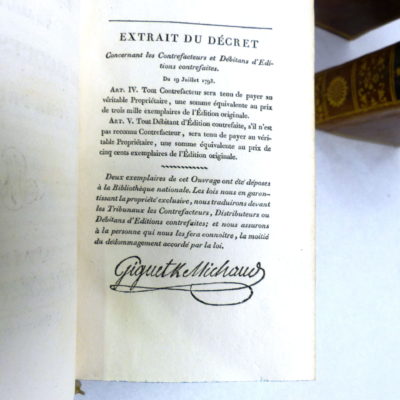 EXTRAIT DU DÉCRET
Concernant les Contrefacteurs et Débitans d'Edi-
tions contrefaites.
Du 19 Juillet 1793.
ART. IV. Tout Contrefacteur sera tenu de payer au
véritable Propriétaire, une somme équivalente au prix
de trois mille exemplaires de l'Édition originale.
ART. V. Tout Débitant d'Édition contrefaite, s'il n'est
pas reconnu Contrefacteur, sera tenu de payer au véri-
table Propriétaire, une somme équivalente au prix de
cinq cents exemplaires de l'Édition originale.
Deux exemplaires de cet Ouvrage ont été déposés
à la Bibliothèque nationale. Les lois nous en garan-
tissant la propriété exclusive, nous traduirons devant
les Tribunaux les Contrefacteurs, Distributeurs ou
Débitans d'Editions contrefaites; et nous assurons
à la personne qui nous les fera connoître, la moitié
du dédommagement accordé par la loi.
Giguet & Michaud